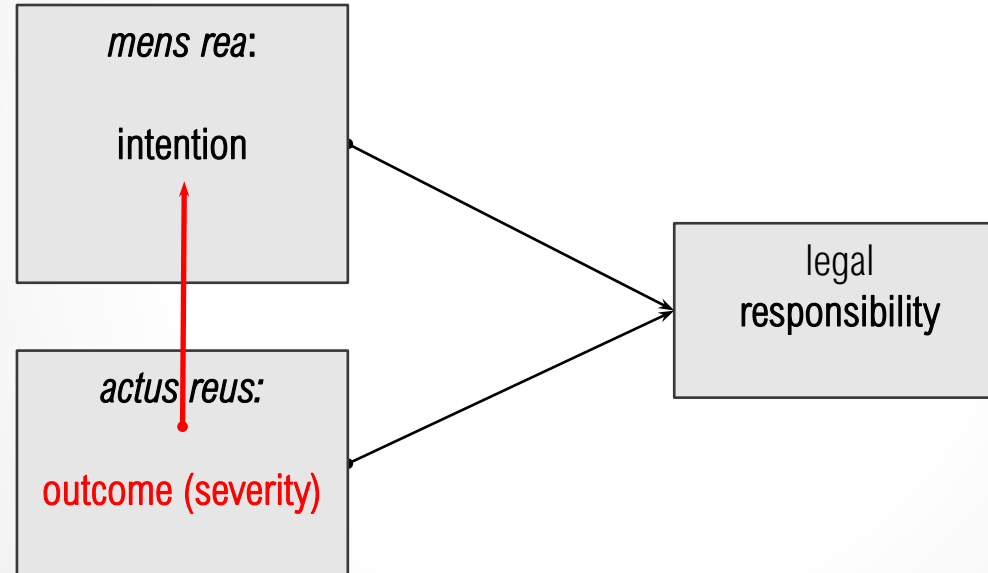 mens rea:
intention
actus reus:
outcome (severity)
legal
responsibility